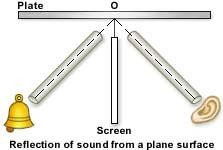 Plate O
Screen
Reflection of sound from a plane surface